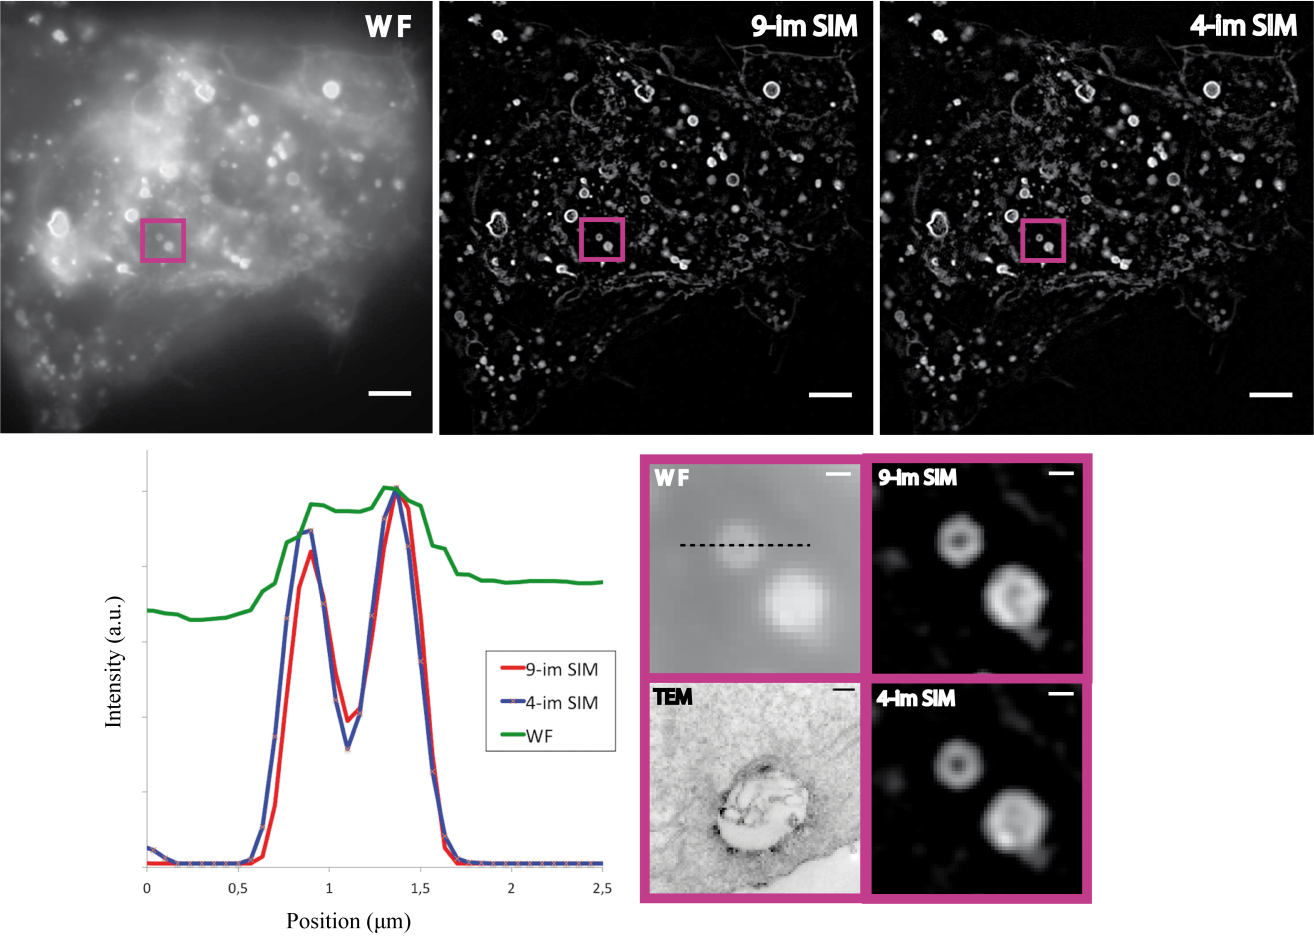 WF
9-im SIM
4-im SIM
Intensity (a.u.)
9-im SIM
4-im SIM
WF
0
0,5
1
1,5
2
2,5
Position (μm)
WF
9-im SIM
TEM
4-im SIM